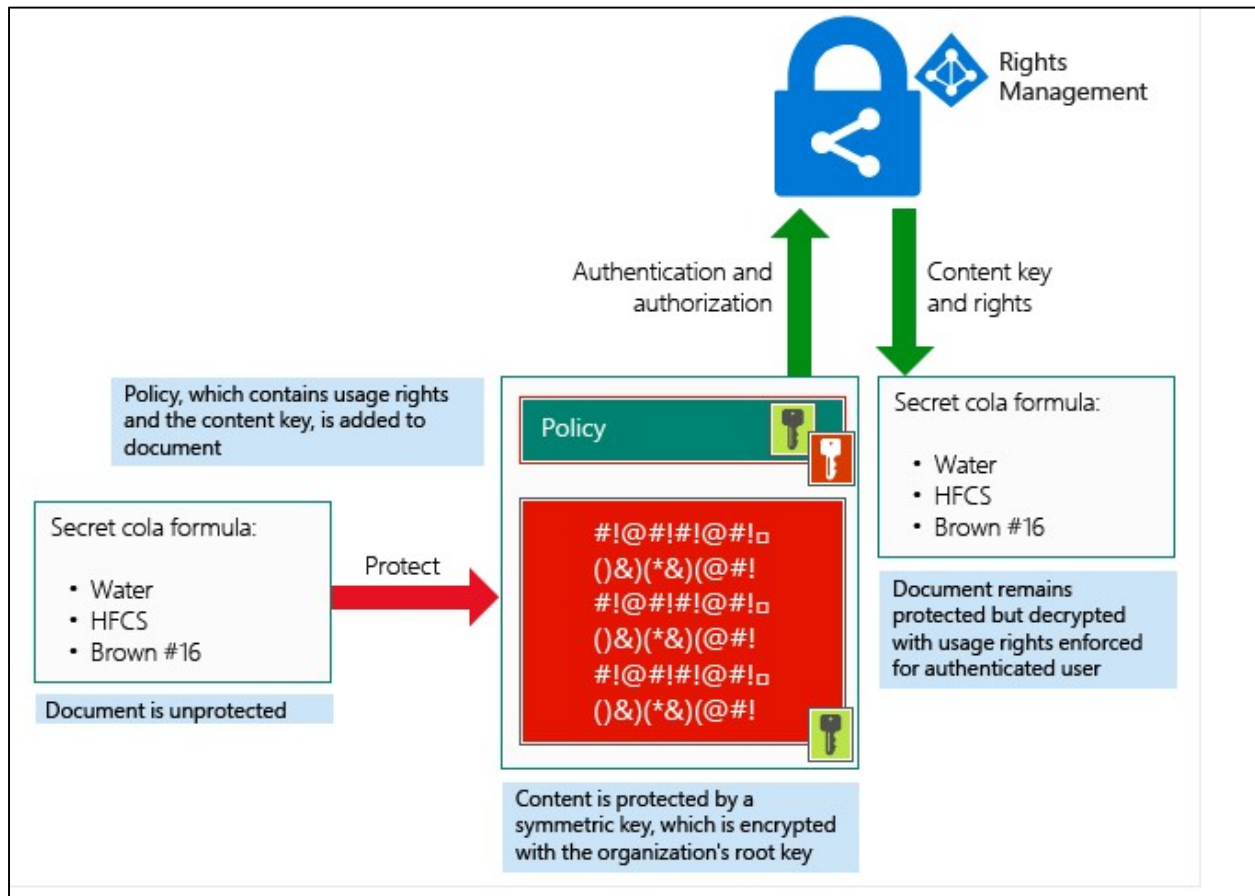 Rights
Management
Authentication and
authorization
Content key
and rights
Policy, which contains usage rights
and the content key, is added to
document
Policy
Secret cola formula:
• Water
• HFCS
• Brown #16
Secret cola formula:
• Water
• HFCS
• Brown #16
Protect
#!@#!#!@#!□
()&)(*&)(@#!
#!@#!#!@#!□
()&)(*&)(@#!
#!@#!#!@#!□
()&)(*&)(@#!
Document remains
protected but decrypted
with usage rights enforced
for authenticated user
Document is unprotected
Content is protected by a
symmetric key, which is encrypted
with the organization's root key